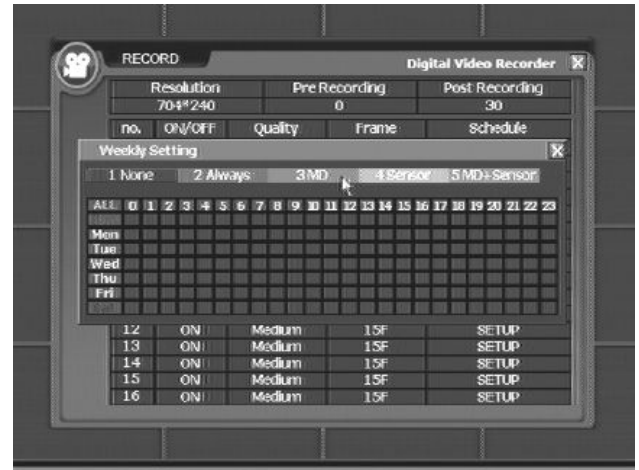 RECORD
Digital Video Recorder X
Resolution Pre Recording Post Recording
704*240 0 30
no. ON/OFF Quality Frame Schedule
Weekly Setting X
1 None 2 Always 3 MD 4 Sensor 5 MD+Sensor
ALL 0 1 2 3 4 5 6 7 8 9 10 11 12 13 14 15 16 17 18 19 20 21 22 23
Mon
Tue
Wed
Thu
Fri
12 ON Medium 15F SETUP
13 ON Medium 15F SETUP
14 ON Medium 15F SETUP
15 ON Medium 15F SETUP
16 ON Medium 15F SETUP